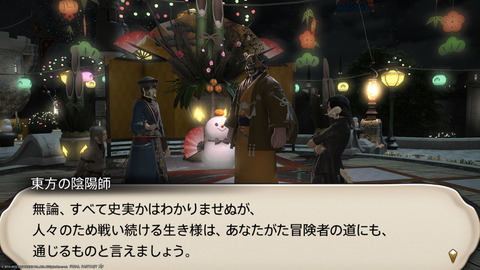 東方の陰陽師
無論、すべて史実かはわかりませぬが、
人々のため戦い続ける生き様は、あなたがた冒険者の道にも、
通じるものと言えましょう。